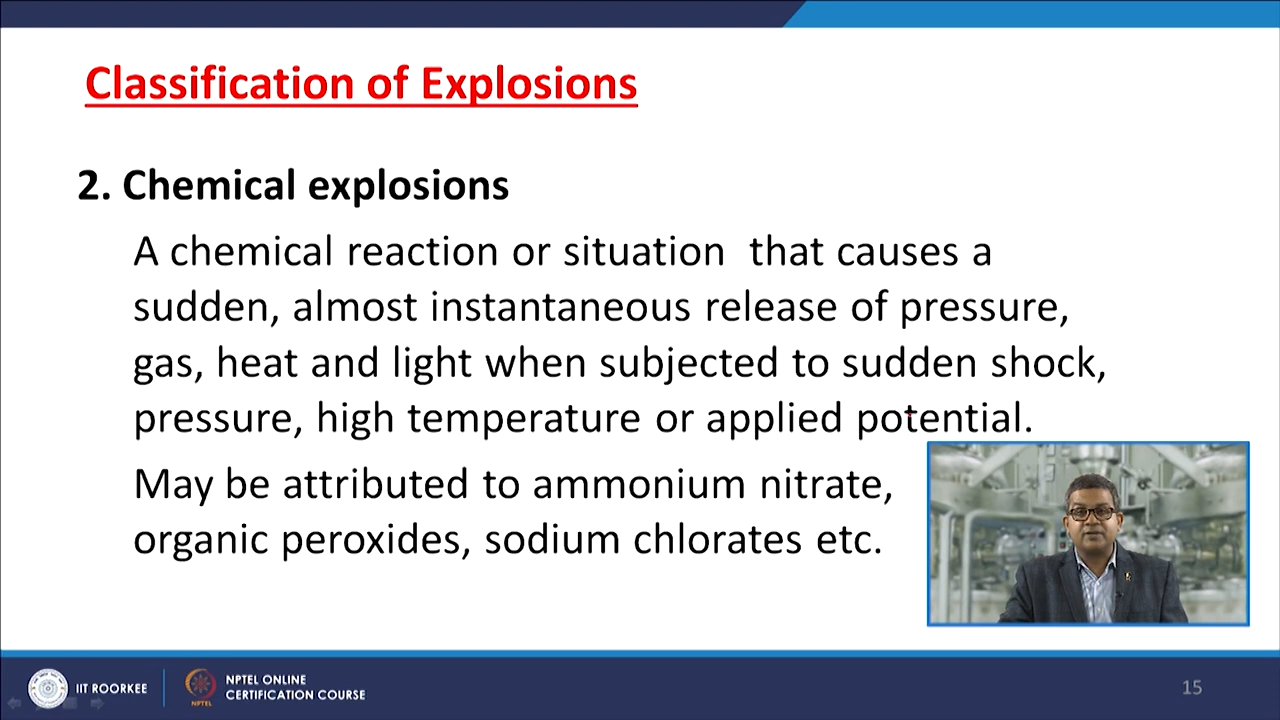 Classification of Explosions
2. Chemical explosions
A chemical reaction or situation that causes a
sudden, almost instantaneous release of pressure,
gas, heat and light when subjected to sudden shock,
pressure, high temperature or applied potential.
May be attributed to ammonium nitrate,
organic peroxides, sodium chlorates etc.
IIT ROORKEE
NPTEL
NPTEL ONLINE
CERTIFICATION COURSE
15